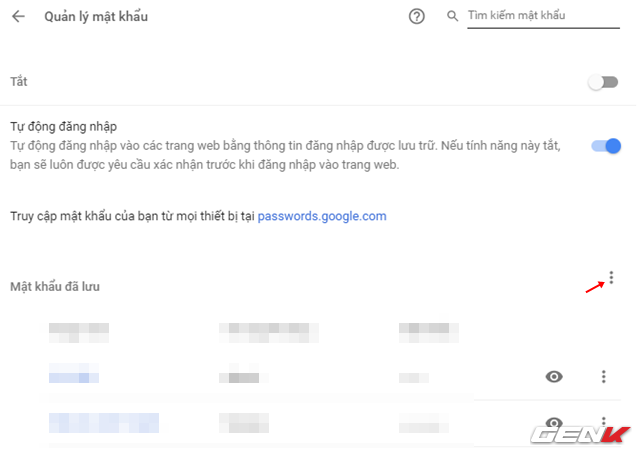 Quản lý mật khẩu
Tìm kiếm mật khẩu
Tắt
Tự động đăng nhập
Tự động đăng nhập vào các trang web bằng thông tin đăng nhập được lưu trữ. Nếu tính năng này tắt,
bạn sẽ luôn được yêu cầu xác nhận trước khi đăng nhập vào trang web.
Truy cập mật khẩu của bạn từ mọi thiết bị tại passwords.google.com
Mật khẩu đã lưu
GENK